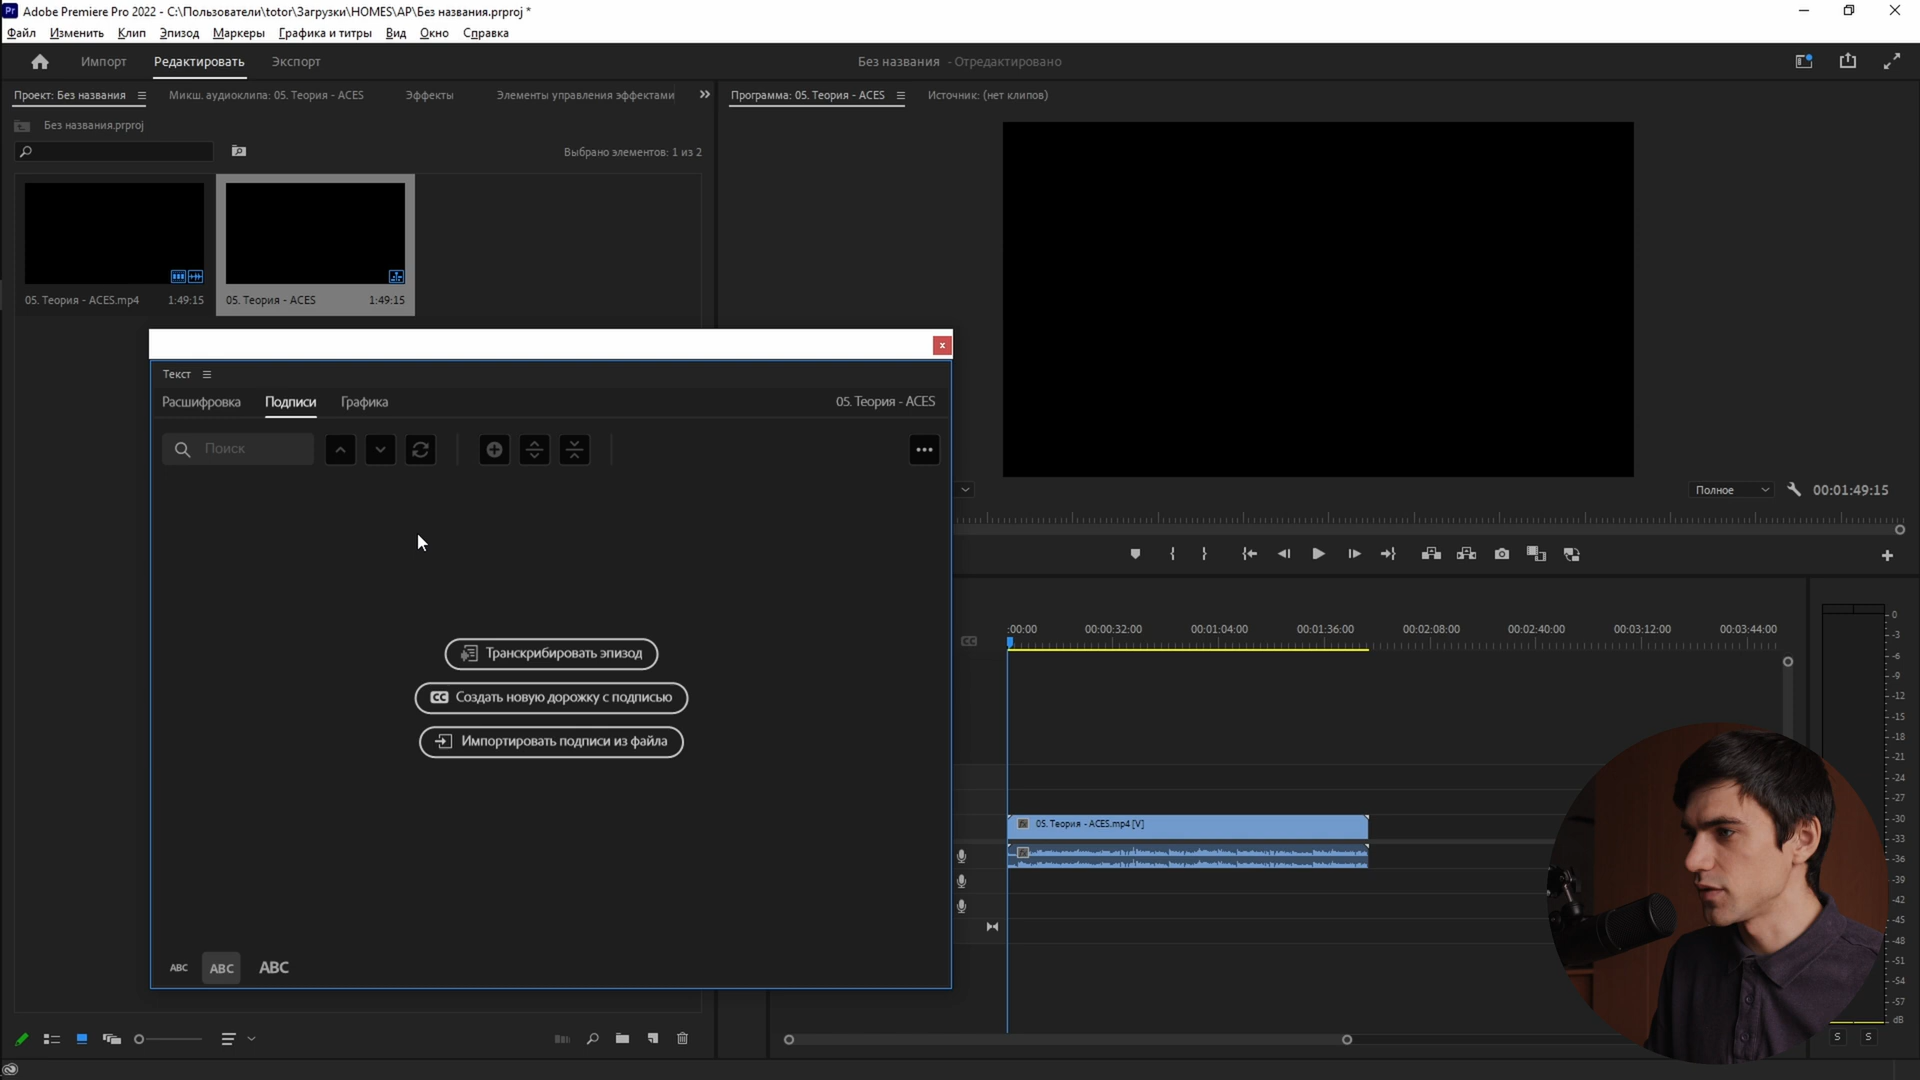 Pr Adobe Premiere Pro 2022 - C:\Пользователи\totor\Загрузки\HOMES\AP\Без названия.prproj *
Файл Изменить Клип Эпизод Маркеры Графика и титры Вид Окно Справка
Импорт Редактировать Экспорт Без названия - Отредактировано
Проект: Без названия Микш. аудиоклипа: 05. Теория - ACES Эффекты Элементы управления эффектами
Программа: 05. Теория - ACES Источник: (нет клипов)
Без названия.prproj
Выбрано элементов: 1 из 2
05. Теория - ACES.mp4 1:49:15 05. Теория - ACES 1:49:15
x
Текст
Расшифровка Подписи Графика 05. Теория - ACES
Поиск
Полное 00:01:49:15
Транскрибировать эпизод
CC Создать новую дорожку с подписью
Импортировать подписи из файла
ABC ABC ABC
CC :00:00 00:00:32:00 00:01:04:00 00:01:36:00 00:02:08:00 00:02:40:00 00:03:12:00 00:03:44:00
fx 05. Теория - ACES.mp4 [V]
0
-3
-6
-9
-12
-15
-18
-21
-24
-27
-30
-33
-36
-39
-42
-45
-48
-51
-54
-57
dB
S S